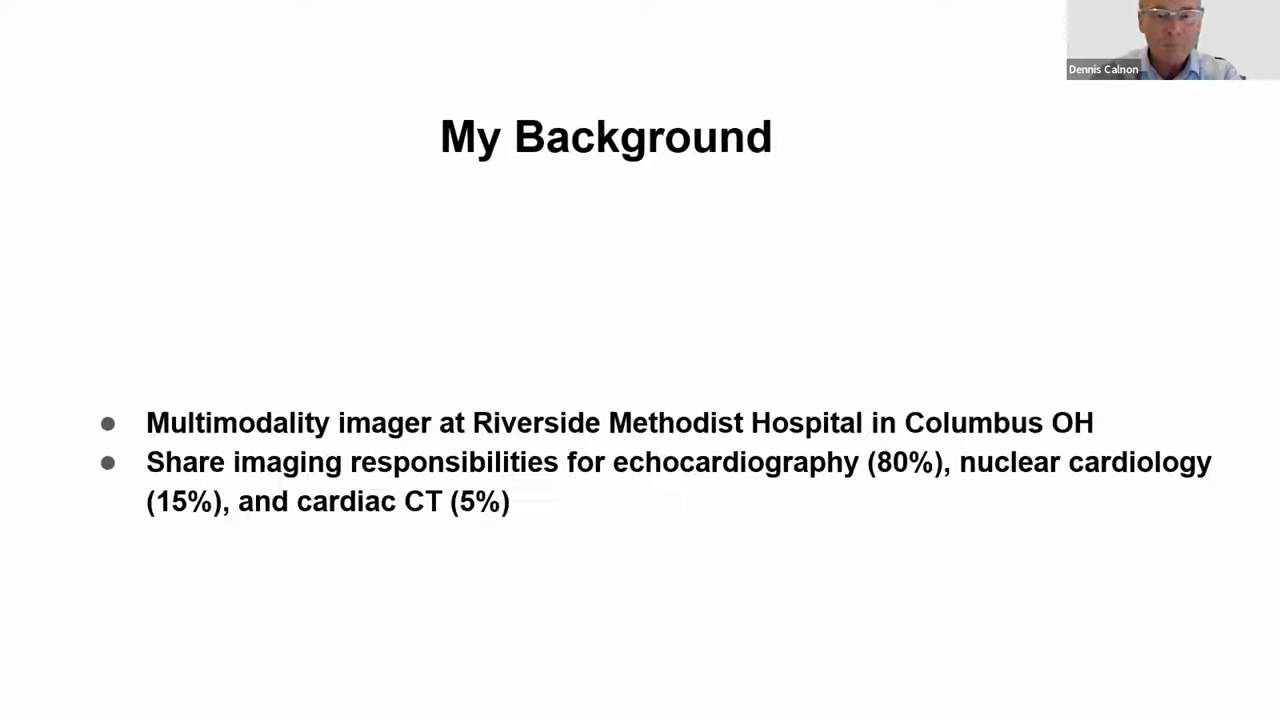 Dennis Calnon
My Background
● Multimodality imager at Riverside Methodist Hospital in Columbus OH
● Share imaging responsibilities for echocardiography (80%), nuclear cardiology
(15%), and cardiac CT (5%)